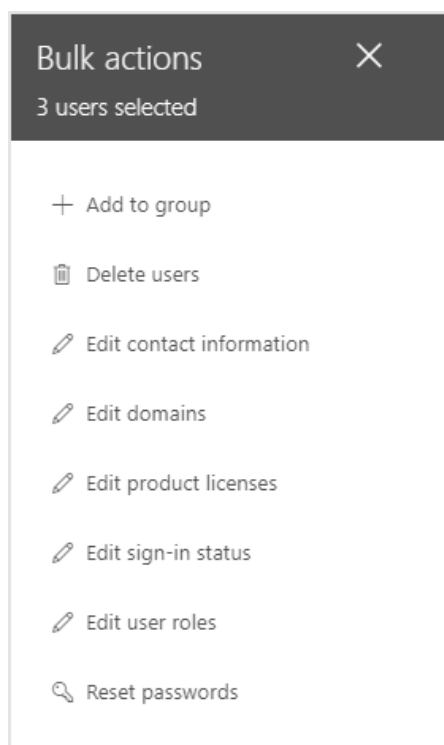 Bulk actions
3 users selected
Add to group
Delete users
Edit contact information
Edit domains
Edit product licenses
Edit sign-in status
Edit user roles
Reset passwords